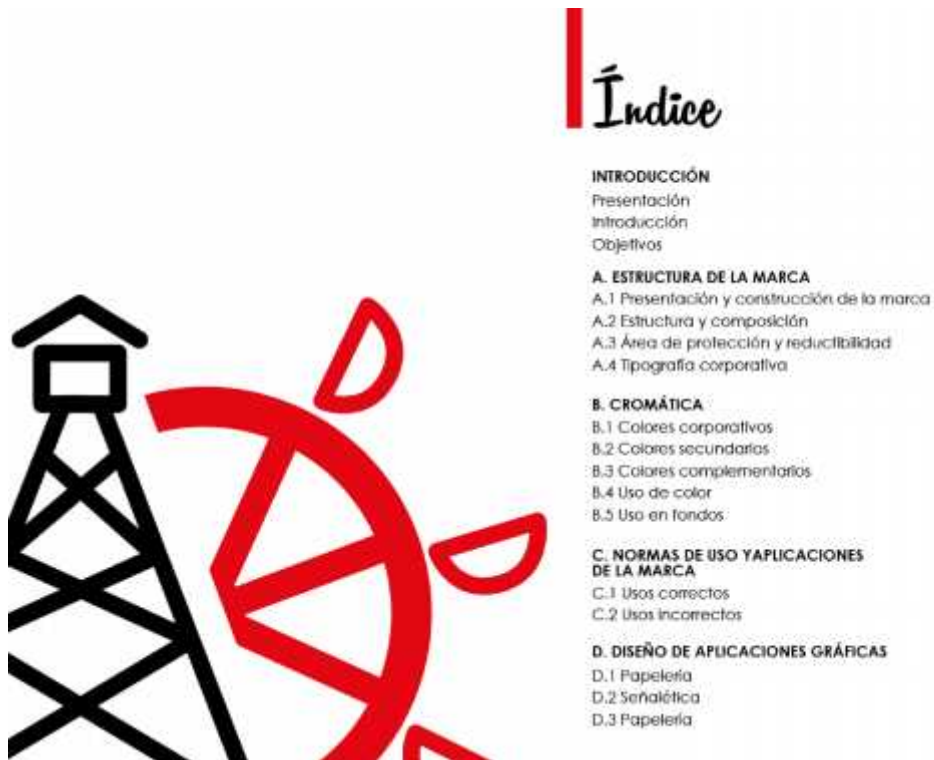 Índice
INTRODUCCIÓN
Presentación
Introducción
Objetivos
A. ESTRUCTURA DE LA MARCA
A.1 Presentación y construcción de la marca
A.2 Estructura y composición
A.3 Área de protección y reductibilidad
A.4 Tipografía corporativa
B. CROMÁTICA
B.1 Colores corporativos
B.2 Colores secundarios
B.3 Colores complementarios
B.4 Uso de color
B.5 Uso en fondos
C. NORMAS DE USO YAPLICACIONES
DE LA MARCA
C.1 Usos correctos
C.2 Usos incorrectos
D. DISEÑO DE APLICACIONES GRÁFICAS
D.1 Papelería
D.2 Señalética
D.3 Papelería